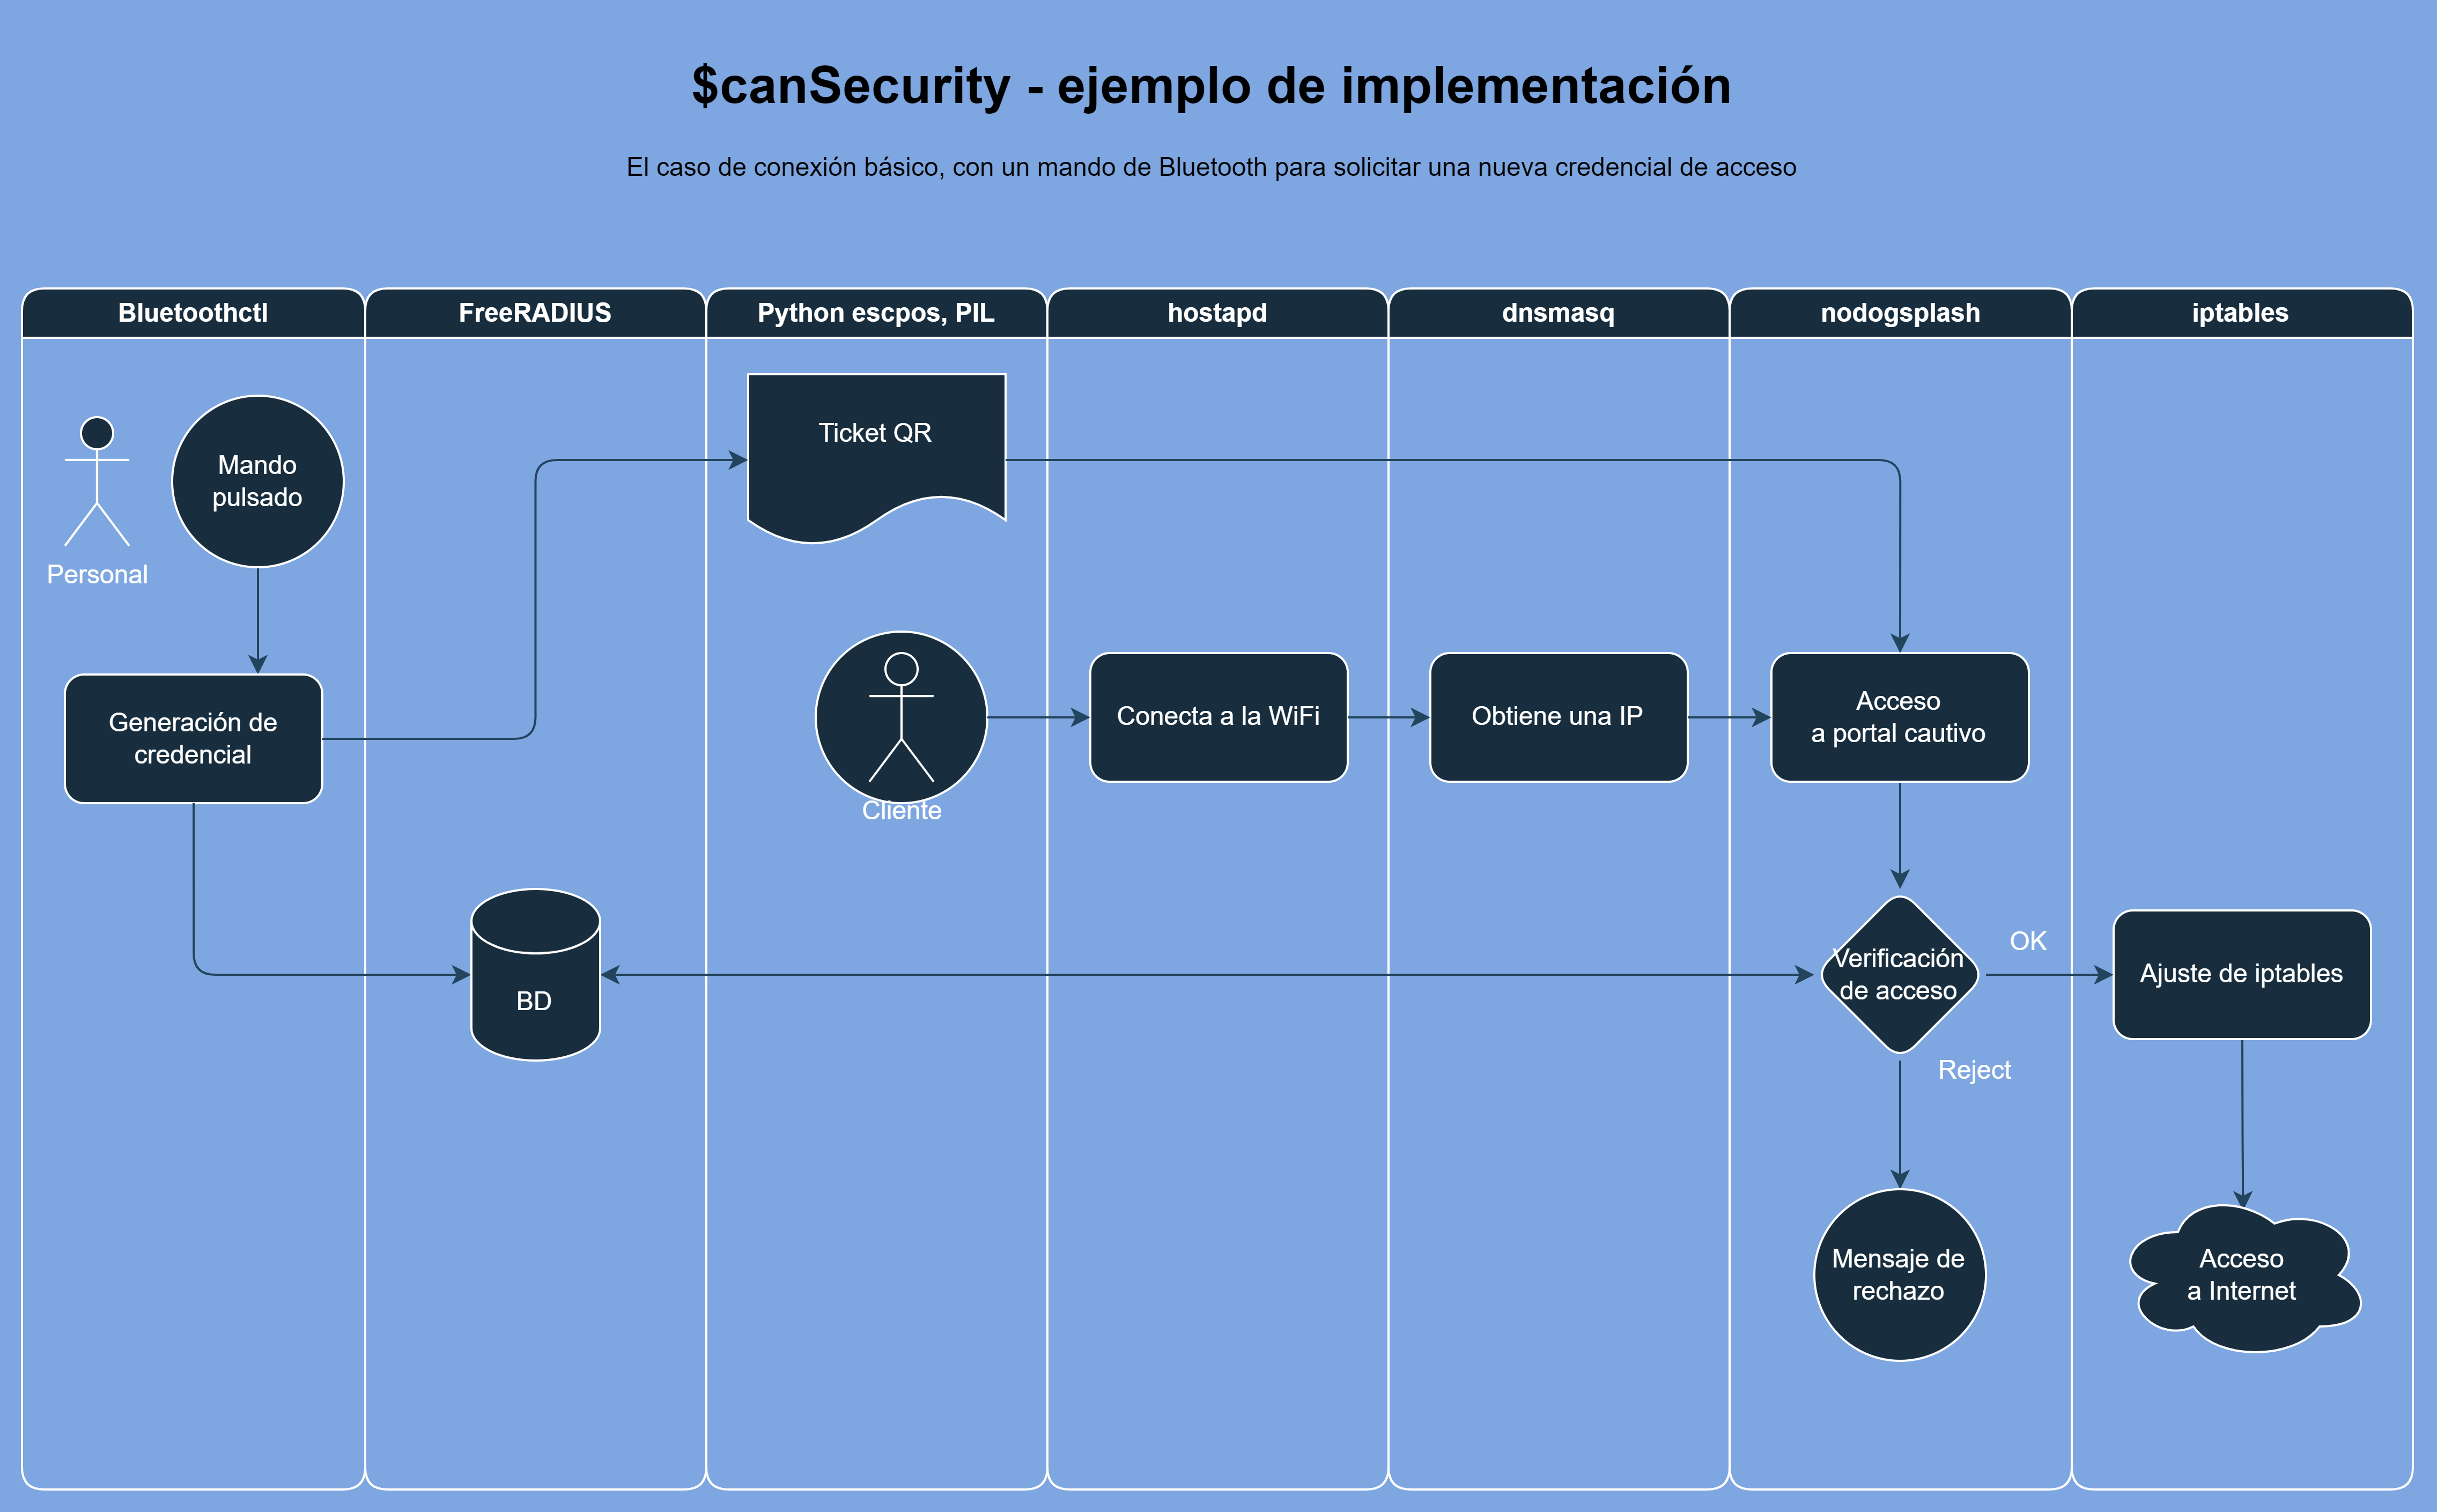 $canSecurity - ejemplo de implementación
El caso de conexión básico, con un mando de Bluetooth para solicitar una nueva credencial de acceso
Bluetoothctl
FreeRADIUS
Python escpos, PIL
hostapd
dnsmasq
nodogsplash
iptables
Ticket QR
Mando
pulsado
Personal
Generación de
credencial
Cliente
Conecta a la WiFi
Obtiene una IP
Acceso
a portal cautivo
BD
Verificación
de acceso
OK
Ajuste de iptables
Reject
Mensaje de
rechazo
Acceso
a Internet